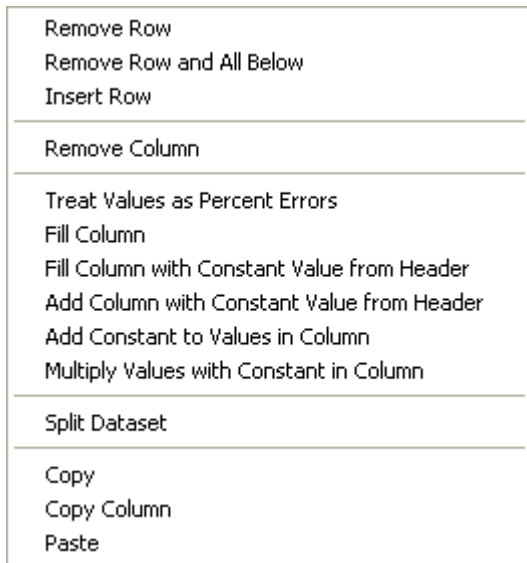 Remove Row
Remove Row and All Below
Insert Row
Remove Column
Treat Values as Percent Errors
Fill Column
Fill Column with Constant Value from Header
Add Column with Constant Value from Header
Add Constant to Values in Column
Multiply Values with Constant in Column
Split Dataset
Copy
Copy Column
Paste